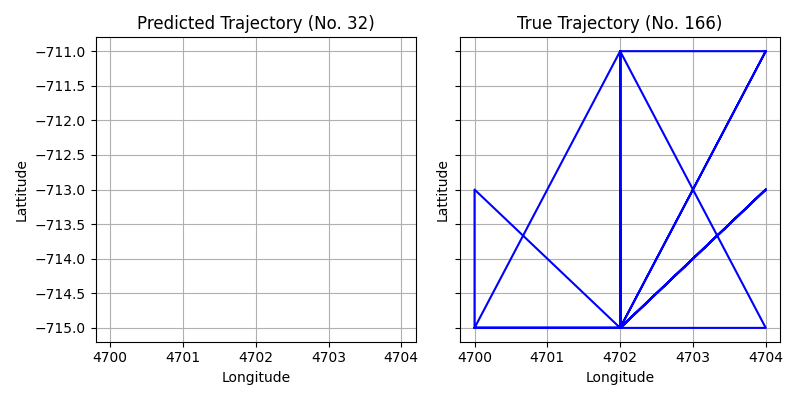 Predicted Trajectory (No. 32)
True Trajectory (No. 166)
−711.0
−711.5
−712.0
−712.5
−713.0
−713.5
−714.0
−714.5
−715.0
Lattitude
Lattitude
4700 4701 4702 4703 4704
4700 4701 4702 4703 4704
Longitude
Longitude